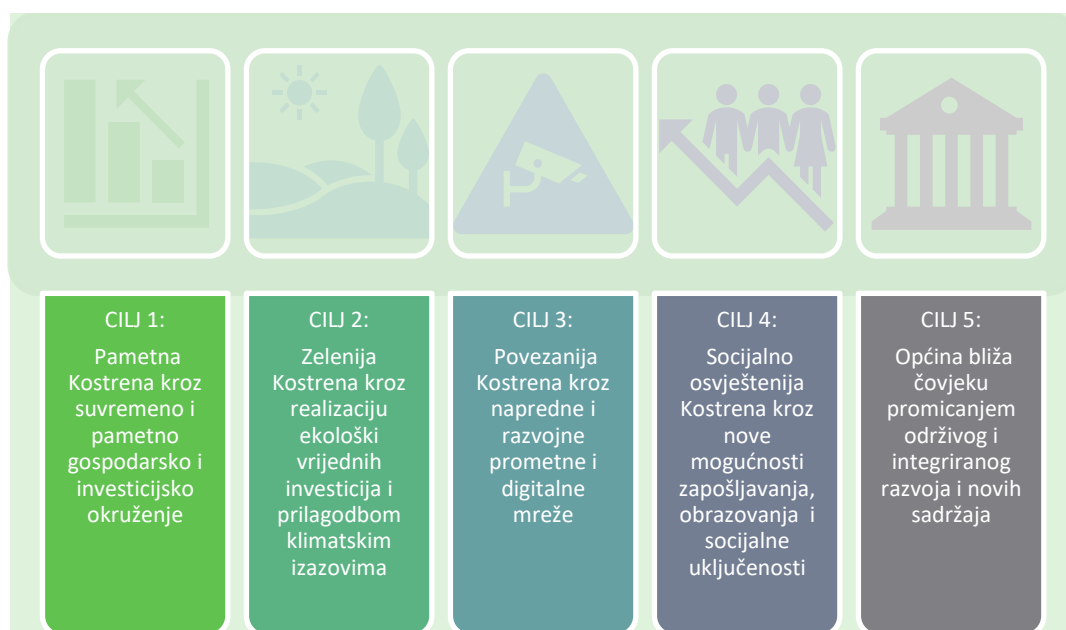 CILJ 1:
Pametna
Kostrena kroz
suvremeno i
pametno
gospodarsko i
investicijsko
okruženje
CILJ 2:
Zelenija
Kostrena kroz
realizaciju
ekološki
vrijednih
investicija i
prilagodbom
klimatskim
izazovima
CILJ 3:
Povezanija
Kostrena kroz
napredne i
razvojne
prometne i
digitalne
mreže
CILJ 4:
Socijalno
osvještenija
Kostrena kroz
nove
mogućnosti
zapošljavanja,
obrazovanja i
socijalne
uključenosti
CILJ 5:
Općina bliža
čovjeku
promicanjem
održivog i
integriranog
razvoja i novih
sadržaja